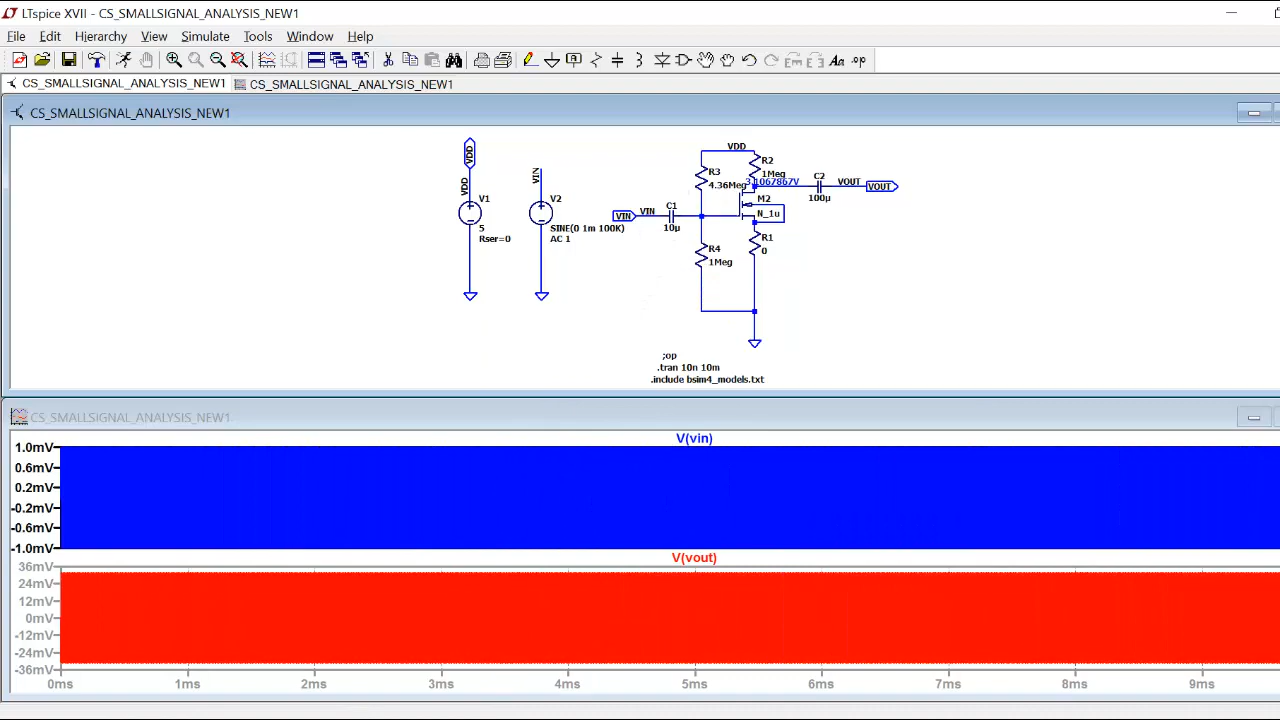 LTspice XVII - CS_SMALLSIGNAL_ANALYSIS_NEW1
File Edit Hierarchy View Simulate Tools Window Help
CS_SMALLSIGNAL_ANALYSIS_NEW1 CS_SMALLSIGNAL_ANALYSIS_NEW1
CS_SMALLSIGNAL_ANALYSIS_NEW1
VDD
VDD
V1
5
Rser=0
VIN
V2
SINE(0 1m 100K)
AC 1
VIN
VIN
C1
10µ
VDD
R3
4.36Meg
R4
1Meg
R2
1Meg
3.1067867V
M2
N_1u
R1
0
C2
100µ
VOUT
VOUT
;op
.tran 10n 10m
.include bsim4_models.txt
CS_SMALLSIGNAL_ANALYSIS_NEW1
V(vin)
1.0mV
0.6mV
0.2mV
-0.2mV
-0.6mV
-1.0mV
V(vout)
36mV
24mV
12mV
0mV
-12mV
-24mV
-36mV
0ms 1ms 2ms 3ms 4ms 5ms 6ms 7ms 8ms 9ms